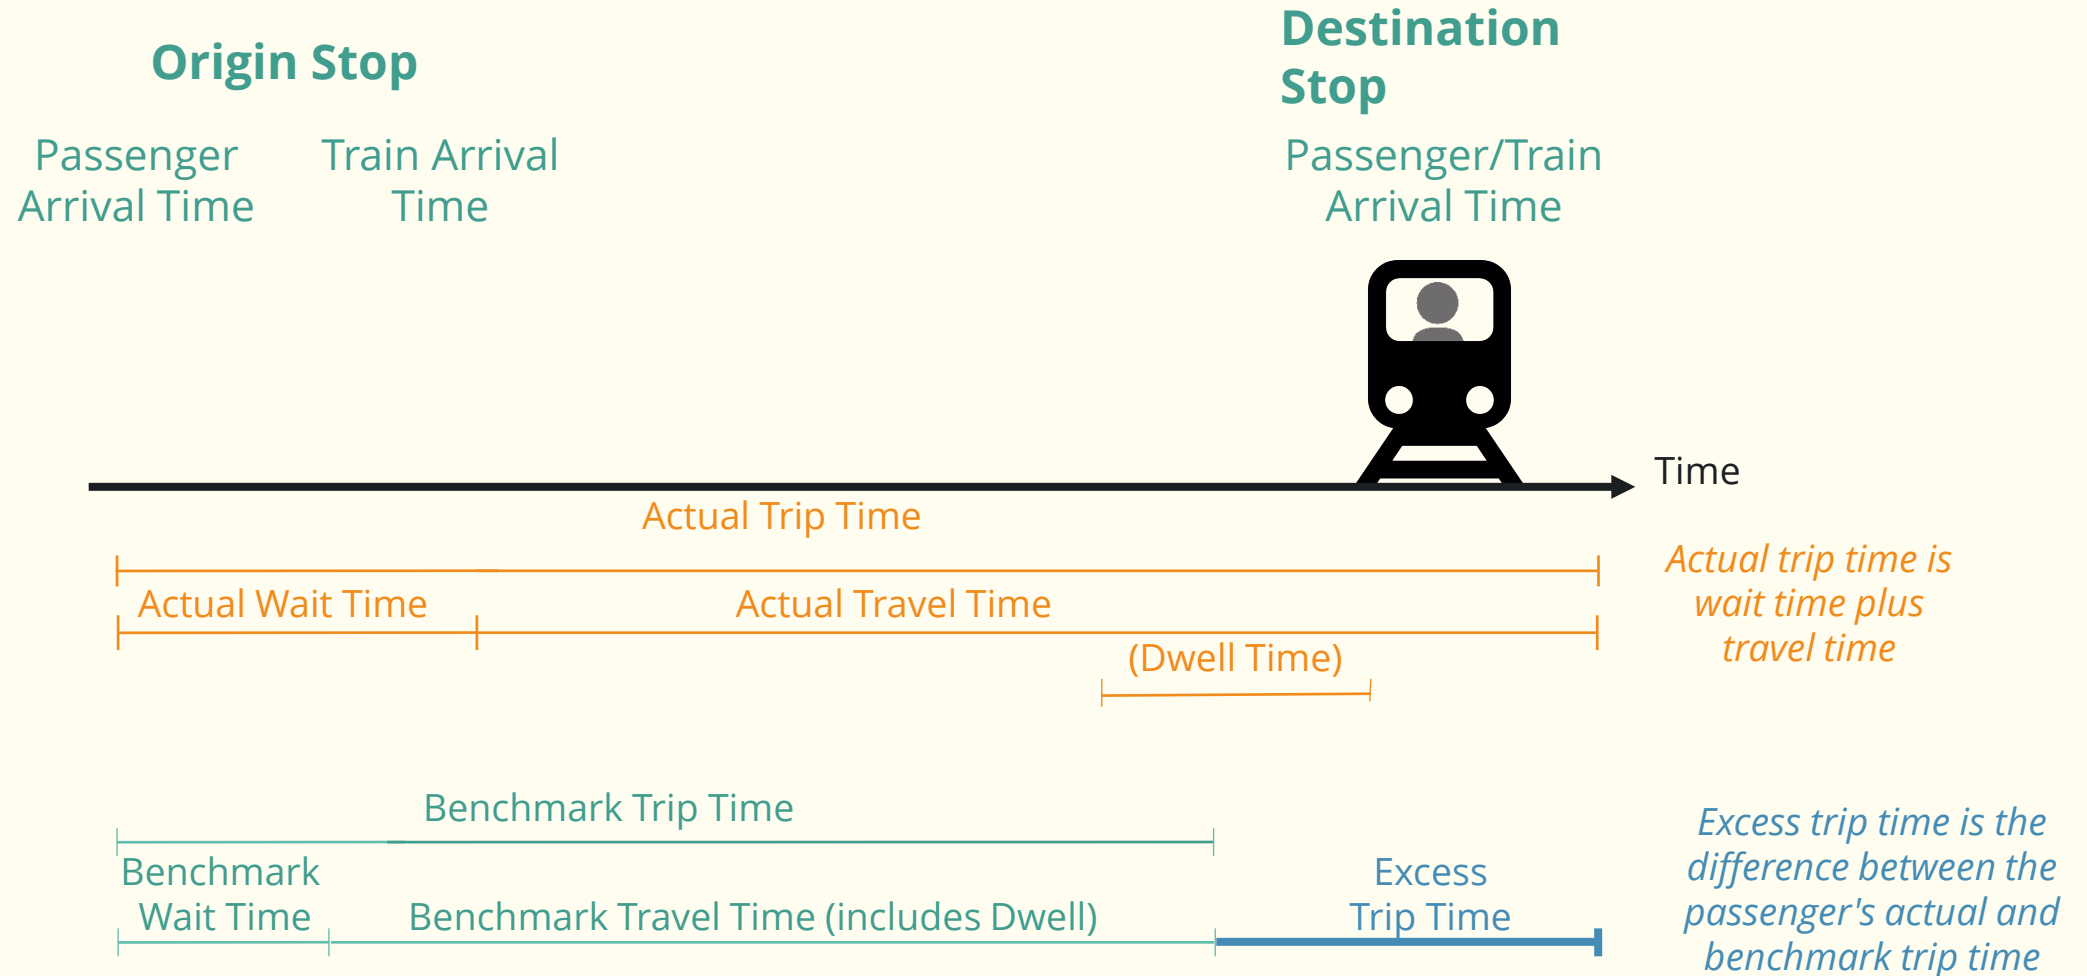 Origin Stop
Destination
Stop
Passenger
Arrival Time
Train Arrival
Time
Passenger/Train
Arrival Time
Time
Actual Trip Time
Actual trip time is
wait time plus
travel time
Actual Wait Time
Actual Travel Time
(Dwell Time)
Benchmark Trip Time
Benchmark
Wait Time
Benchmark Travel Time (includes Dwell)
Excess
Trip Time
Excess trip time is the
difference between the
passenger's actual and
benchmark trip time